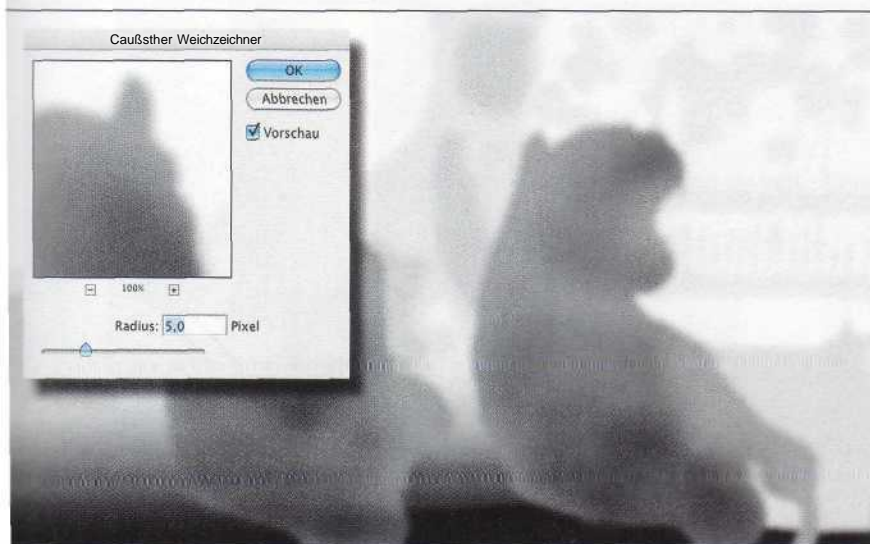 Caußsther Weichzeichner
OK
Abbrechen
Vorschau
100%
Radius: 5,0 Pixel